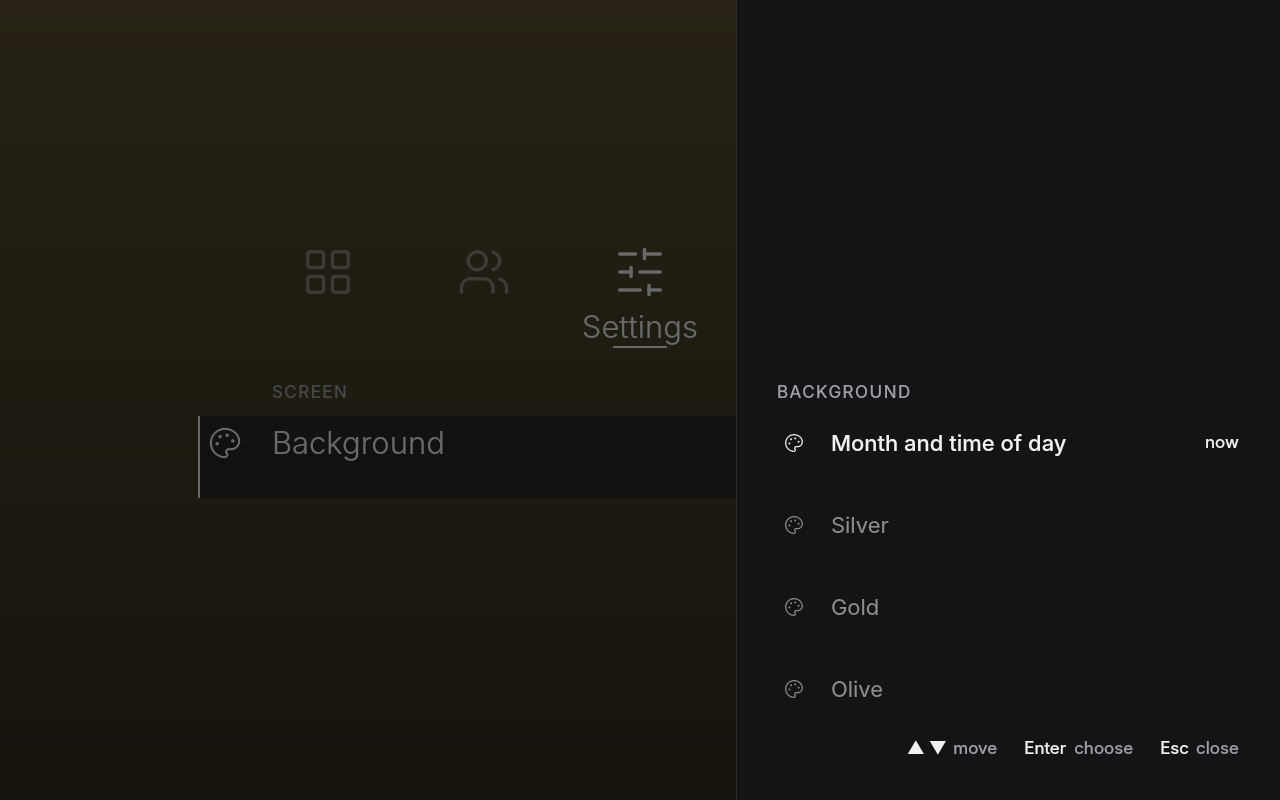 Settings
SCREEN
Background
BACKGROUND
Month and time of day now
Silver
Gold
Olive
▲▼ move Enter choose Esc close